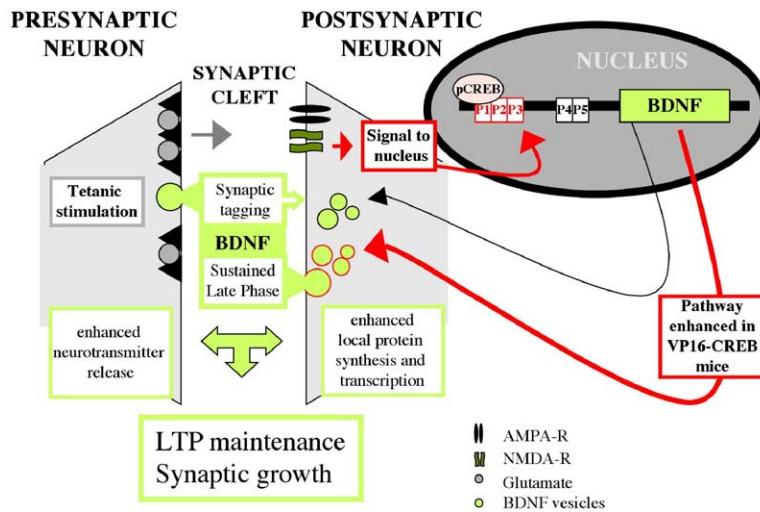 PRESYNAPTIC
NEURON
SYNAPTIC
CLEFT
POSTSYNAPTIC
NEURON
NUCLEUS
pCREB
P1 P2 P3
P4 P5
BDNF
Signal to
nucleus
Tetanic
stimulation
Synaptic
tagging
BDNF
Sustained
Late Phase
enhanced
neurotransmitter
release
enhanced
local protein
synthesis and
transcription
Pathway
enhanced in
VP16-CREB
mice
LTP maintenance
Synaptic growth
AMPA-R
NMDA-R
Glutamate
BDNF vesicles